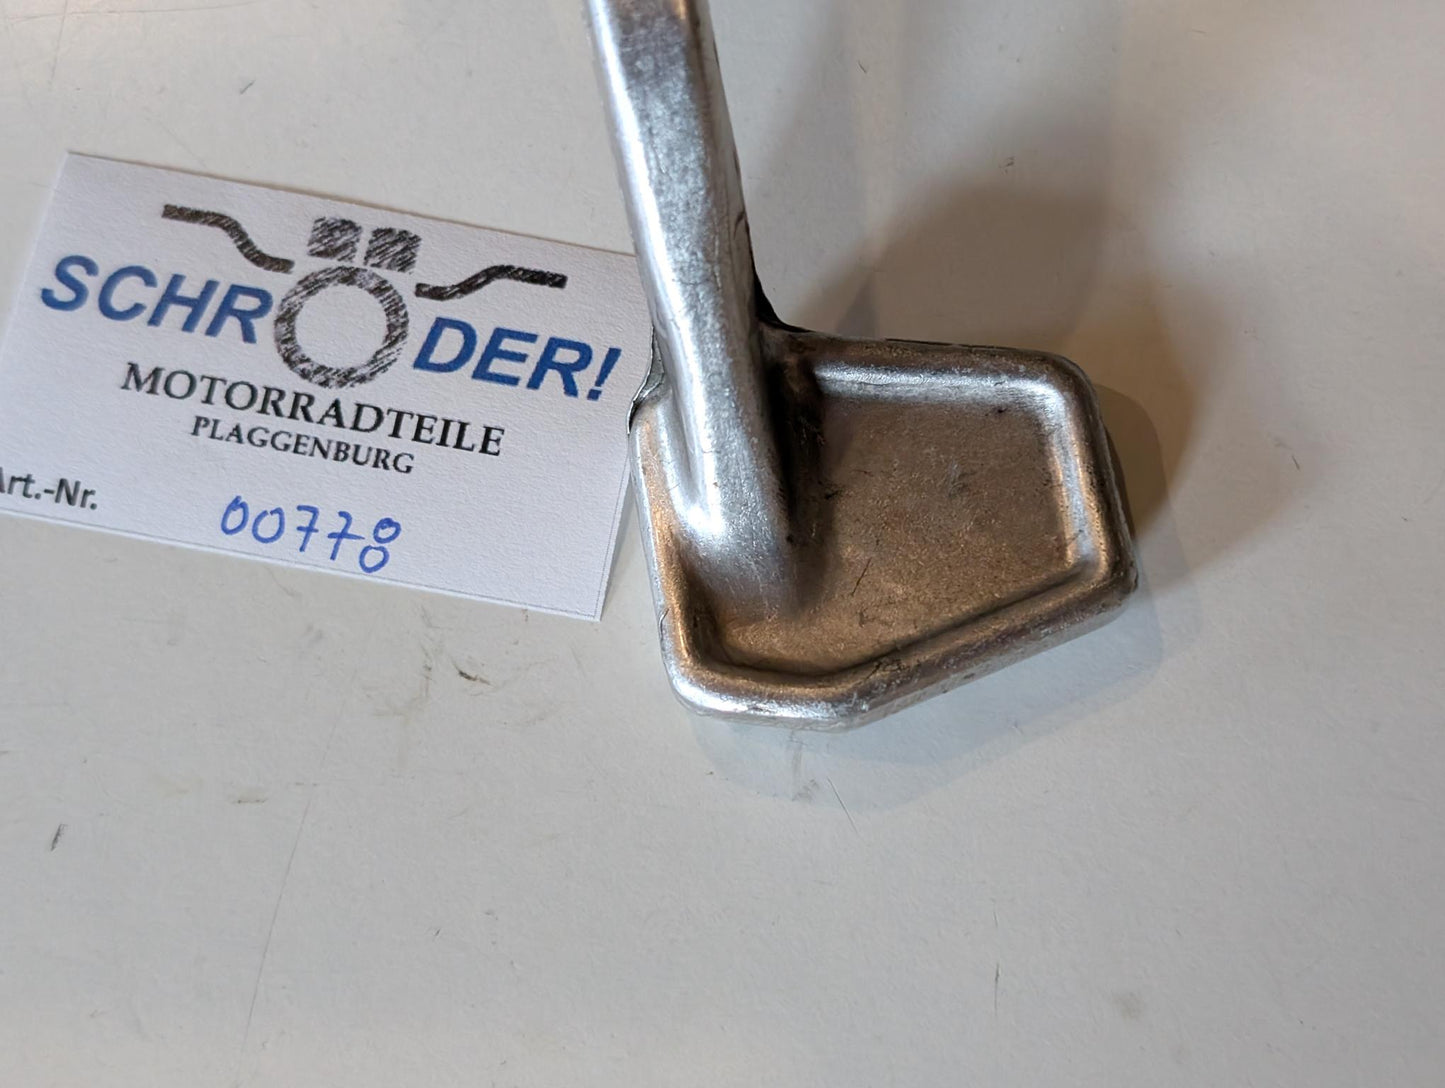 SCHRÖDER!
MOTORRADTEILE
PLAGGENBURG
Art.-Nr.
00778